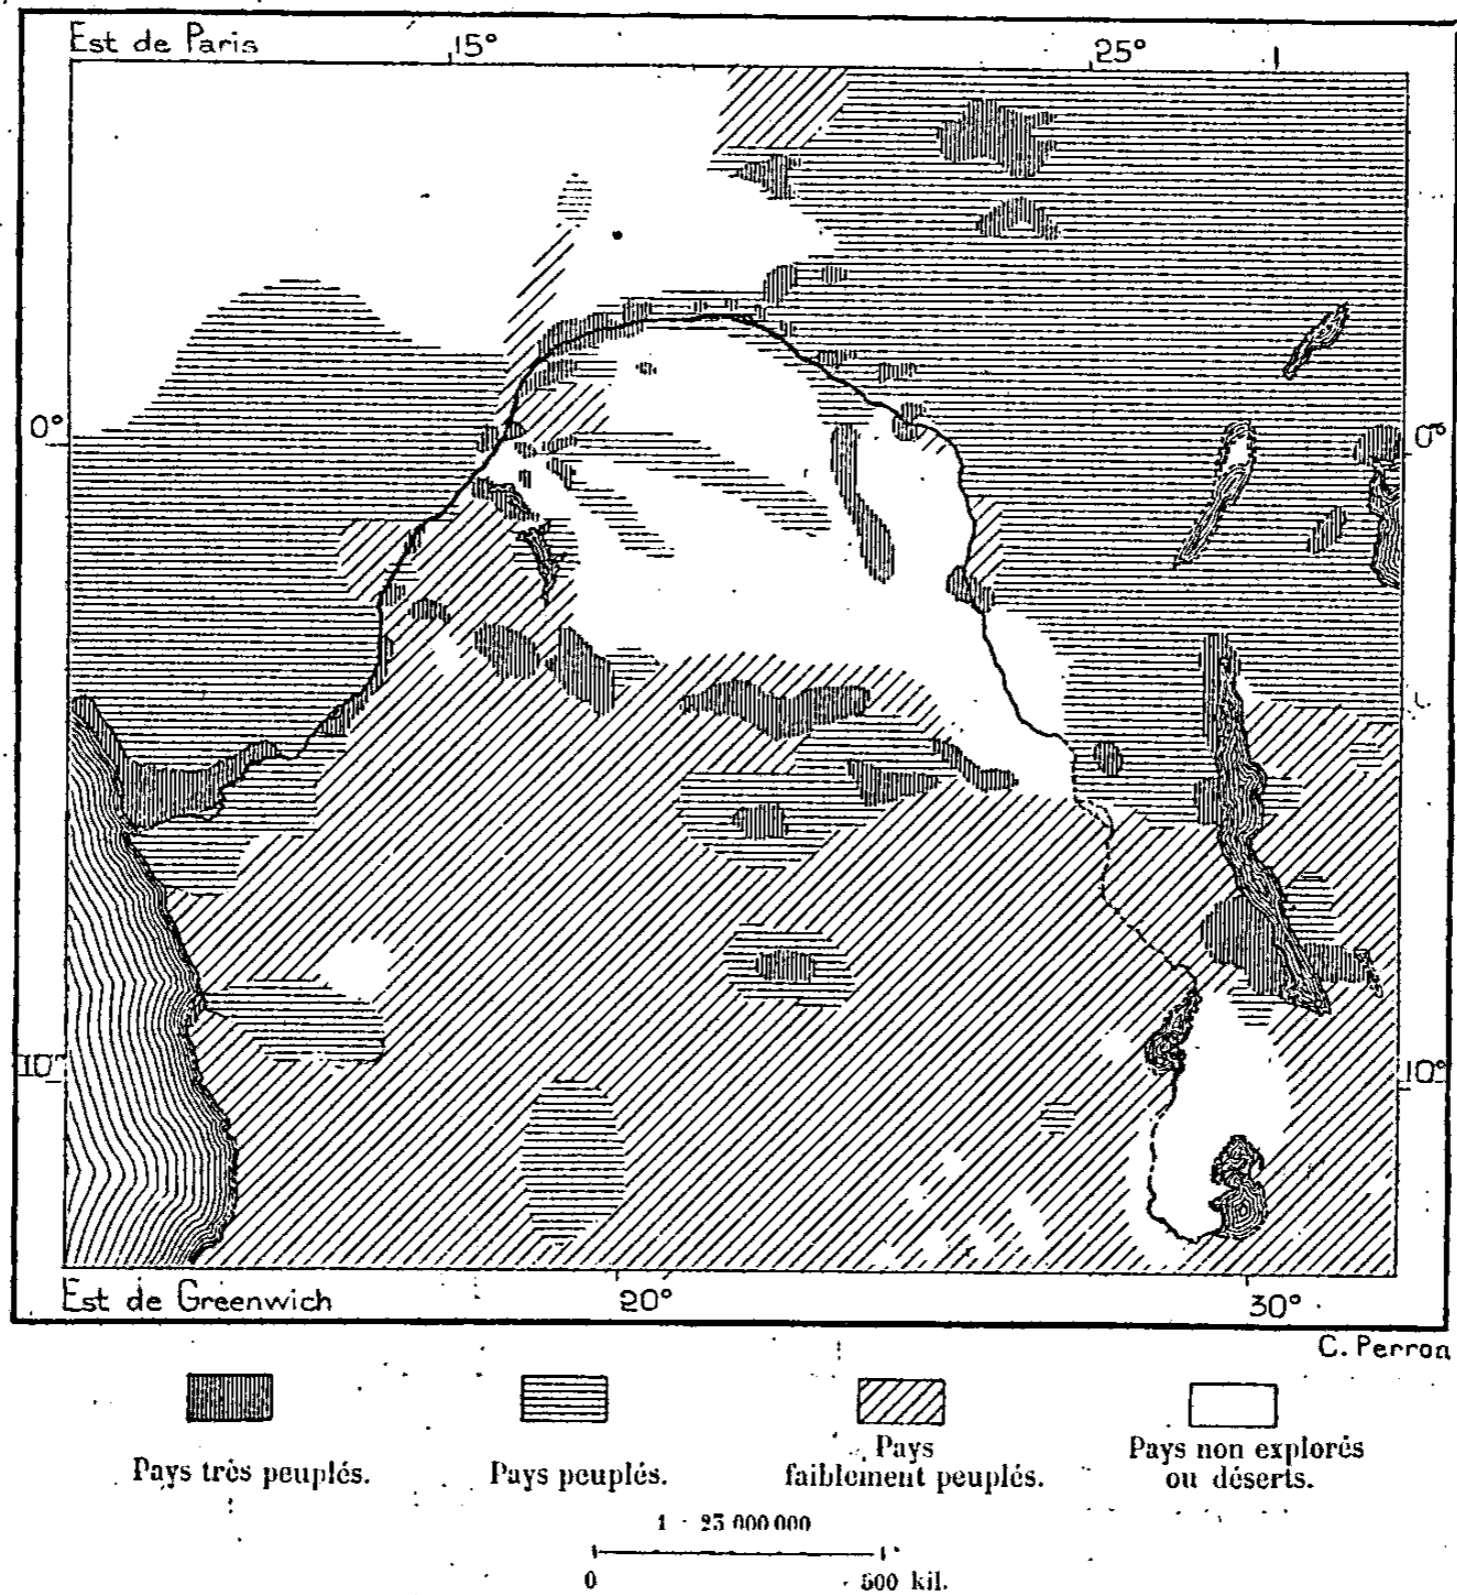 Est de Paris
15°
25°
0°
0°
10°
10°
Est de Greenwich
20°
30°
C. Perron
Pays très peuplés.
Pays peuplés.
Pays
faiblement peuplés.
Pays non explorés
ou déserts.
1 : 25 000 000
0
500 kil.